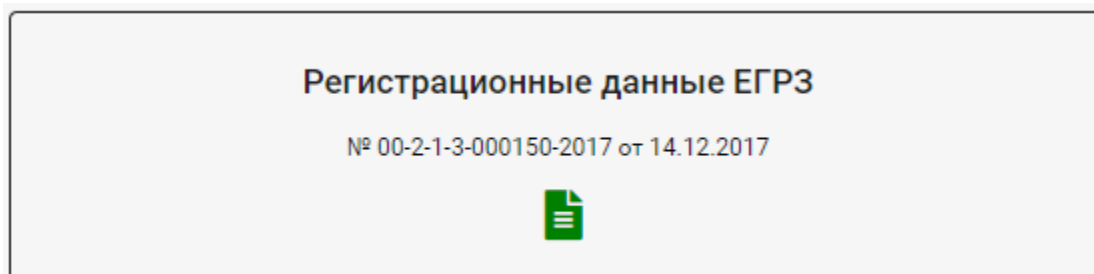 Регистрационные данные ЕГРЗ
№ 00-2-1-3-000150-2017 от 14.12.2017